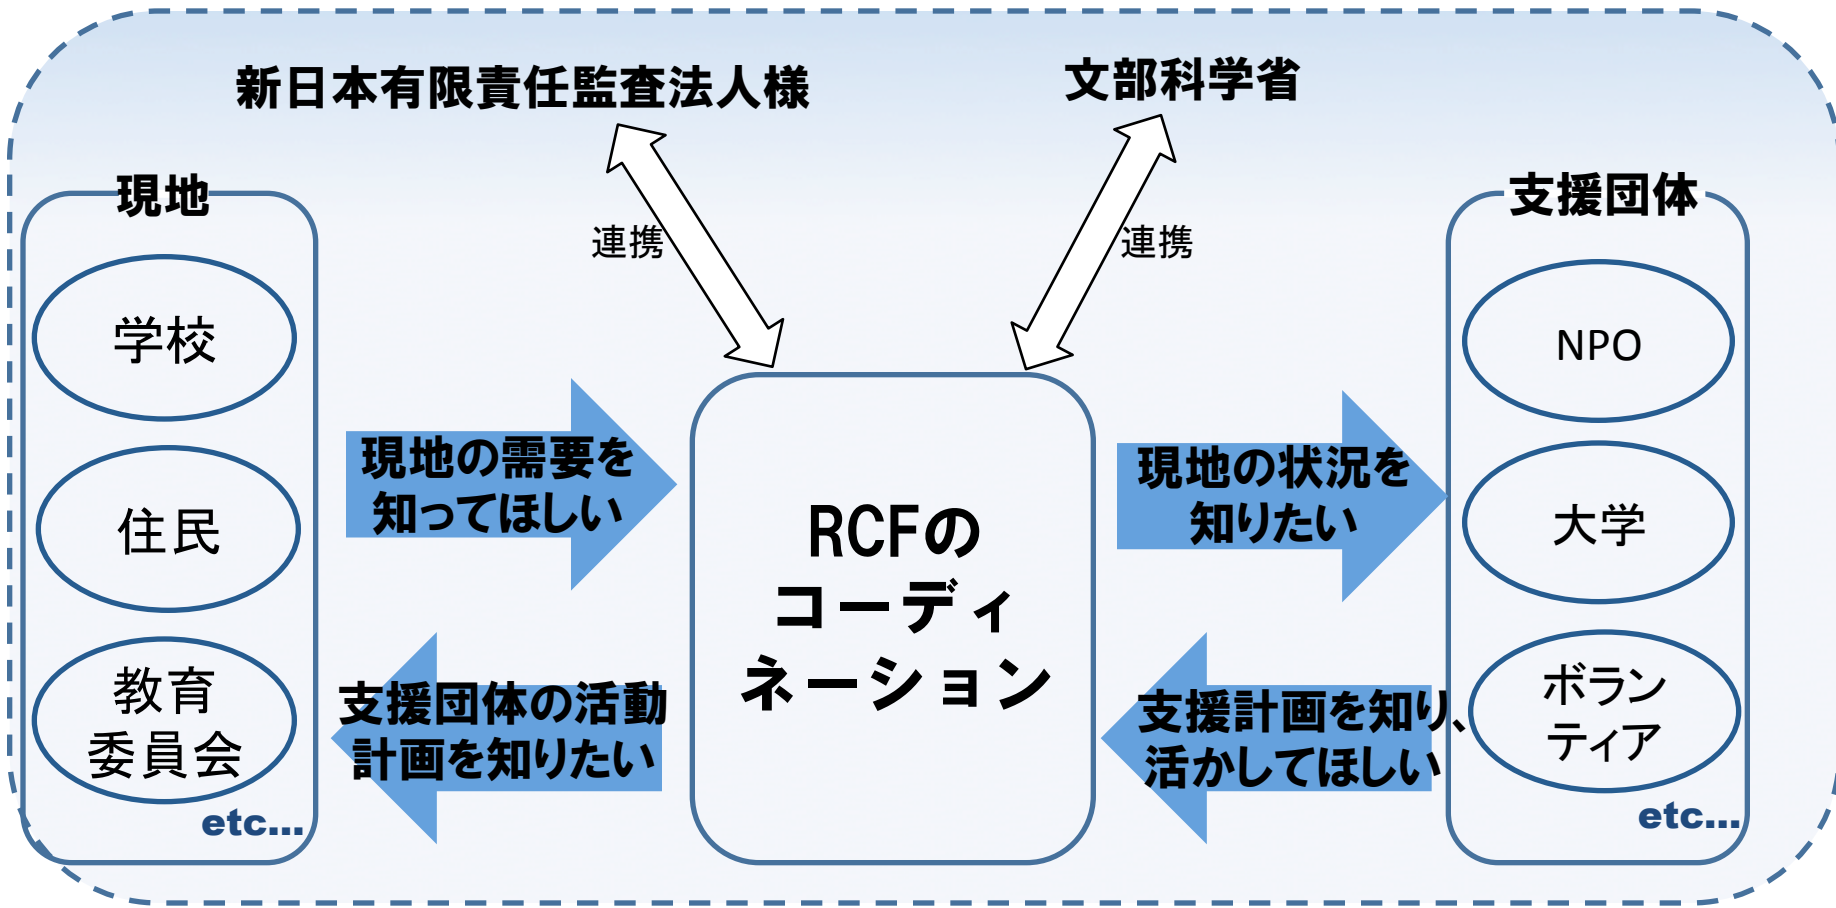 新日本有限責任監査法人様
文部科学省
連携
連携
現地
学校
住民
教育
委員会
etc...
現地の需要を
知ってほしい
支援団体の活動
計画を知りたい
RCFの
コーディ
ネーション
現地の状況を
知りたい
支援計画を知り、
活かしてほしい
支援団体
NPO
大学
ボラン
ティア
etc...